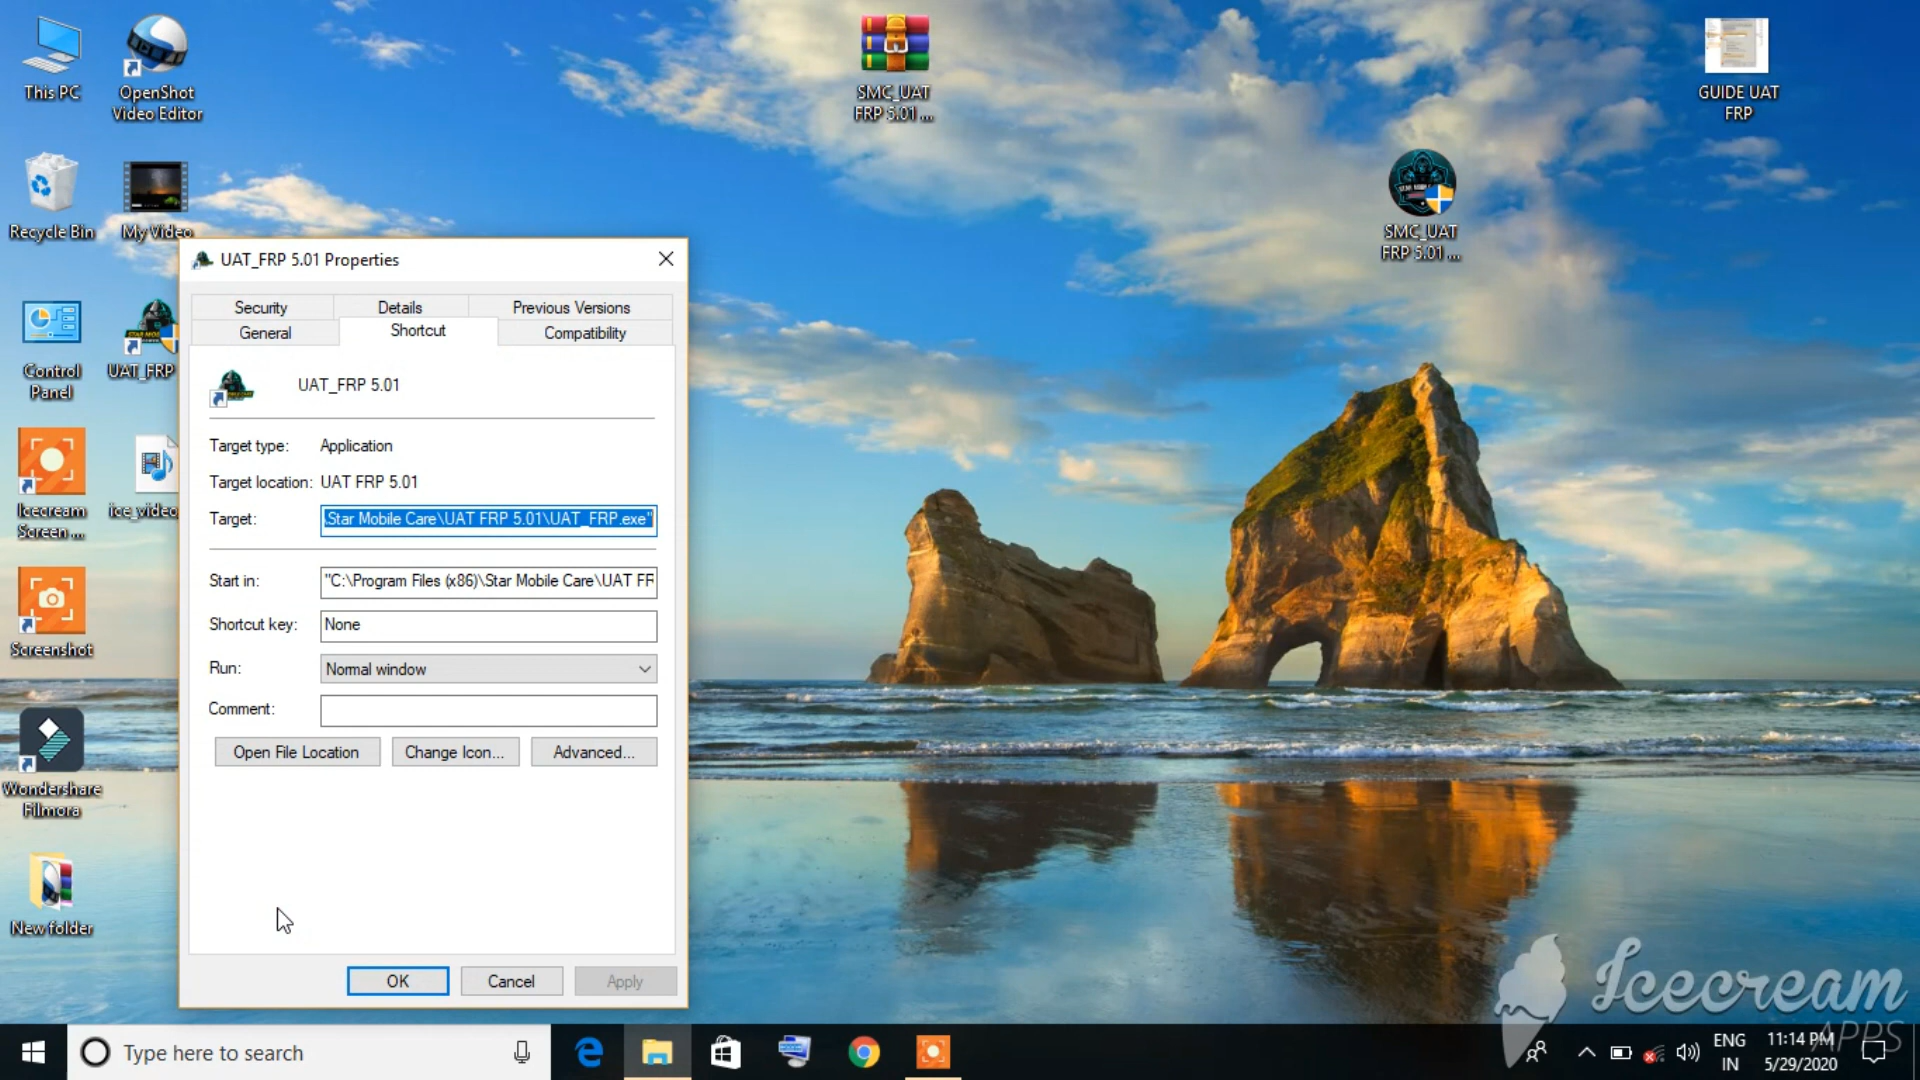 This PC
OpenShot
Video Editor
SMC_UAT
FRP 5.01 ...
GUIDE UAT
FRP
Recycle Bin
My Video
SMC_UAT
FRP 5.01 ...
Control
Panel
UAT_FRP
Icecream
Screen ...
ice_video
Screenshot
Wondershare
Filmora
New folder
UAT_FRP 5.01 Properties
Security
Details
Previous Versions
General
Shortcut
Compatibility
UAT_FRP 5.01
Target type: Application
Target location: UAT FRP 5.01
Target: \Star Mobile Care\UAT FRP 5.01\UAT_FRP.exe"
Start in: "C:\Program Files (x86)\Star Mobile Care\UAT FR
Shortcut key: None
Run: Normal window
Comment:
Open File Location
Change Icon...
Advanced...
OK
Cancel
Apply
Icecream
APPS
Type here to search
ENG
IN
11:14 PM
5/29/2020